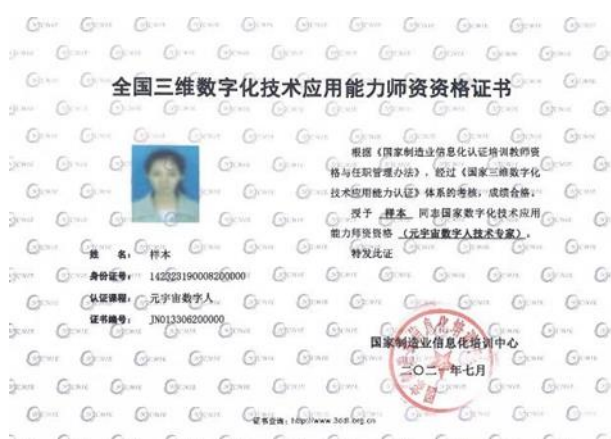 全国三维数字化技术应用能力师资资格证书
根据《国家制造业信息化认证培训教师资
格与任职管理办法》，经过《国家三维数字化
技术应用能力认证》体系的考核，成绩合格，
授予 样本 同志国家数字化技术应用
能力师资资格 （元宇宙数字人技术专家）。
特发此证
姓 名： 样本
身份证号： 142323190008200000
认证课程： 元宇宙数字人
证书编号： JN013306200000
国家制造业信息化培训中心
二〇二一年七月
证书查询：http://www.3ddl.org.cn